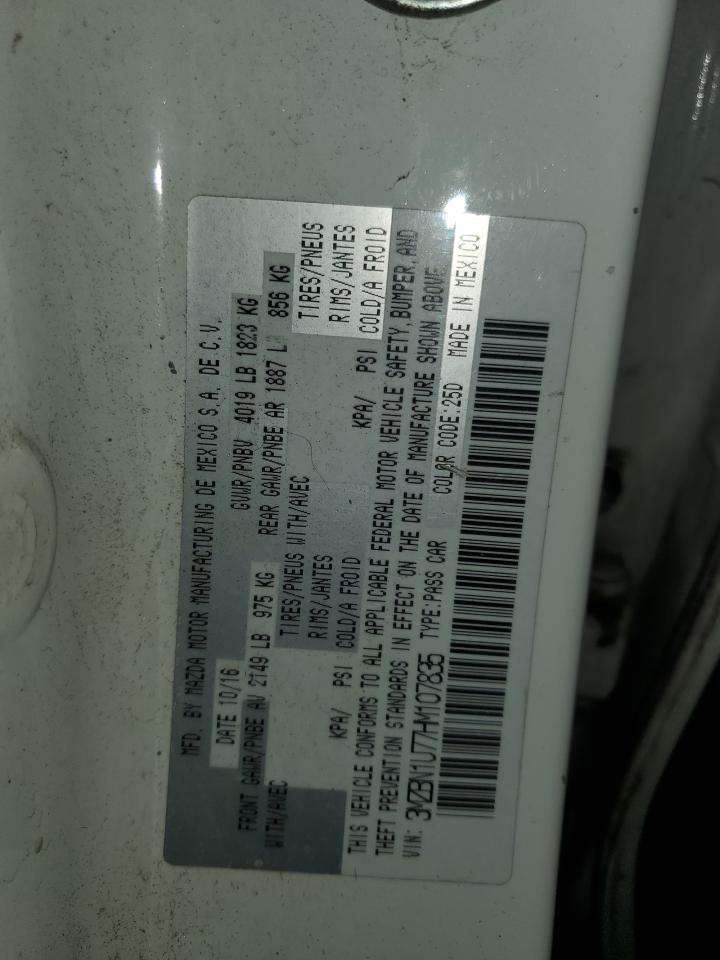 MFD. BY MAZDA MOTOR MANUFACTURING DE MEXICO S.A. DE C.V.
DATE 10/16 GVWR/PNBV 4019 LB 1823 KG
FRONT GAWR/PNBE AV 2149 LB 975 KG REAR GAWR/PNBE AR 1887 L 856 KG
WITH/AVEC TIRES/PNEUS WITH/AVEC TIRES/PNEUS
RIMS/JANTES RIMS/JANTES
KPA/ PSI COLD/A FROID KPA/ PSI COLD/A FROID
THIS VEHICLE CONFORMS TO ALL APPLICABLE FEDERAL MOTOR VEHICLE SAFETY, BUMPER, AND
THEFT PREVENTION STANDARDS IN EFFECT ON THE DATE OF MANUFACTURE SHOWN ABOVE
VIN: 3MZBN1U77HM107835 TYPE:PASS CAR COLOR CODE:25D MADE IN MEXICO